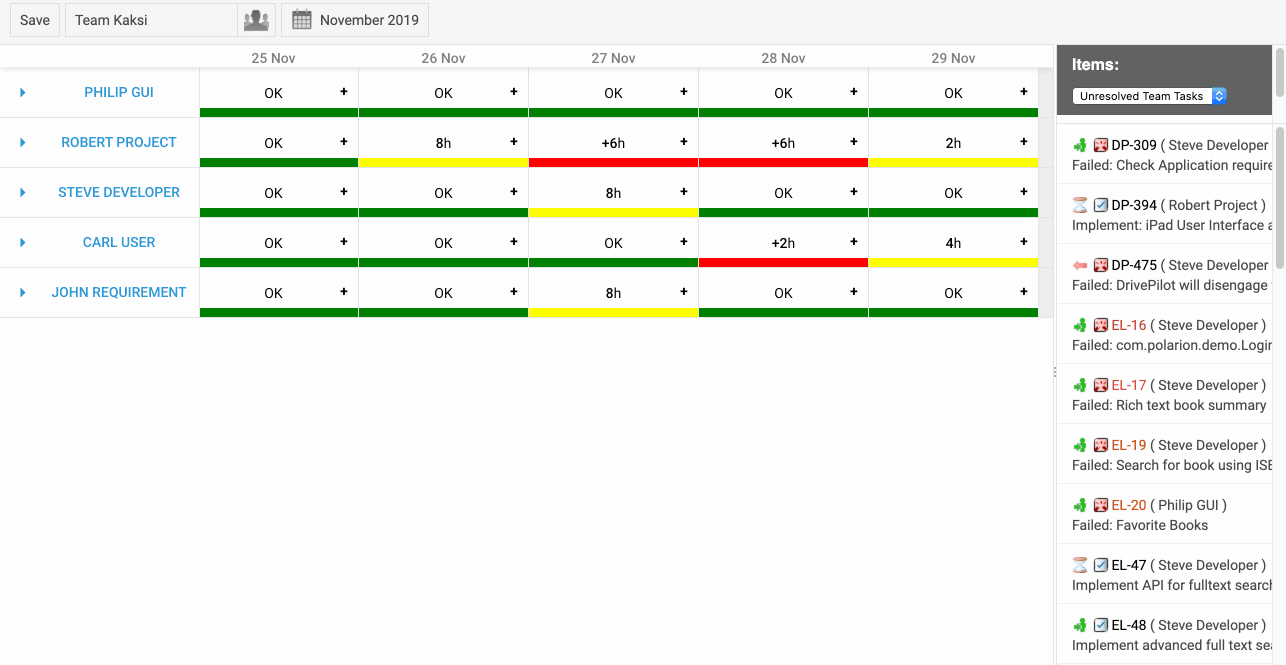 Save Team Kaksi November 2019
25 Nov 26 Nov 27 Nov 28 Nov 29 Nov
PHILIP GUI OK + OK + OK + OK + OK +
ROBERT PROJECT OK + 8h + +6h + +6h + 2h +
STEVE DEVELOPER OK + OK + 8h + OK + OK +
CARL USER OK + OK + OK + +2h + 4h +
JOHN REQUIREMENT OK + OK + 8h + OK + OK +
Items:
Unresolved Team Tasks
DP-309 ( Steve Developer
Failed: Check Application require
DP-394 ( Robert Project )
Implement: iPad User Interface a
DP-475 ( Steve Developer
Failed: DrivePilot will disengage
EL-16 ( Steve Developer )
Failed: com.polarion.demo.Login
EL-17 ( Steve Developer )
Failed: Rich text book summary
EL-19 ( Steve Developer )
Failed: Search for book using ISB
EL-20 ( Philip GUI )
Failed: Favorite Books
EL-47 ( Steve Developer )
Implement API for fulltext search
EL-48 ( Steve Developer )
Implement advanced full text sea